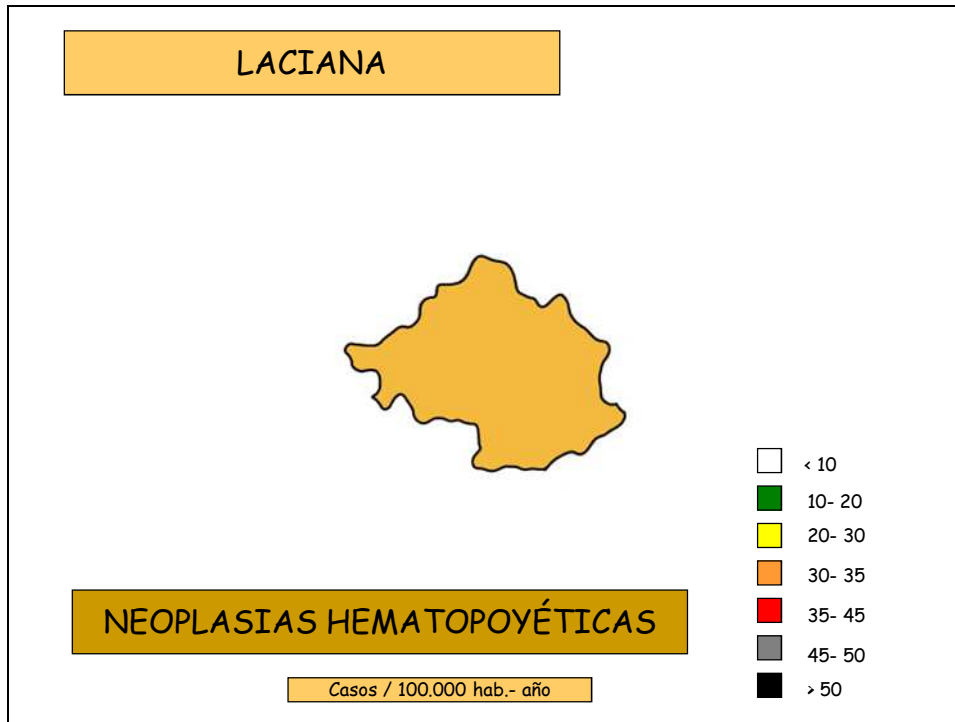 LACIANA
< 10
10- 20
20- 30
30- 35
35- 45
45- 50
> 50
NEOPLASIAS HEMATOPOYÉTICAS
Casos / 100.000 hab.- año